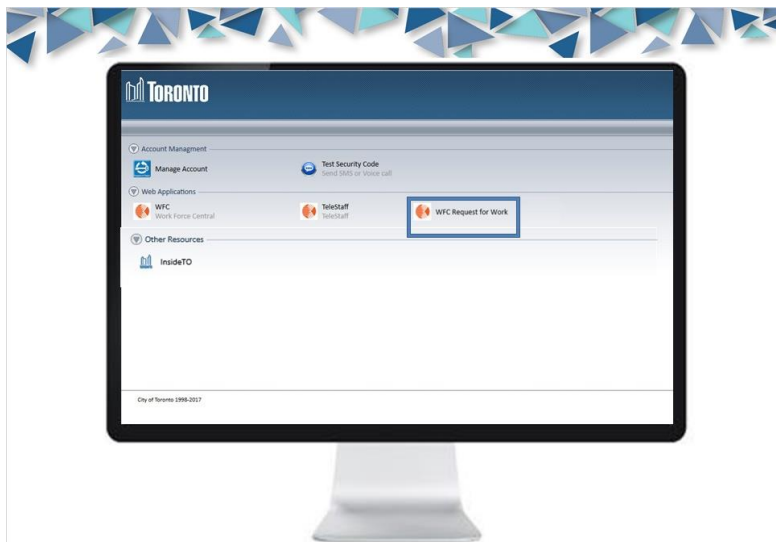 TORONTO
Account Managment
Manage Account
Test Security Code
Send SMS or Voice call
Web Applications
WFC
Work Force Central
TeleStaff
TeleStaff
WFC Request for Work
Other Resources
InsideTO
City of Toronto 1998-2017